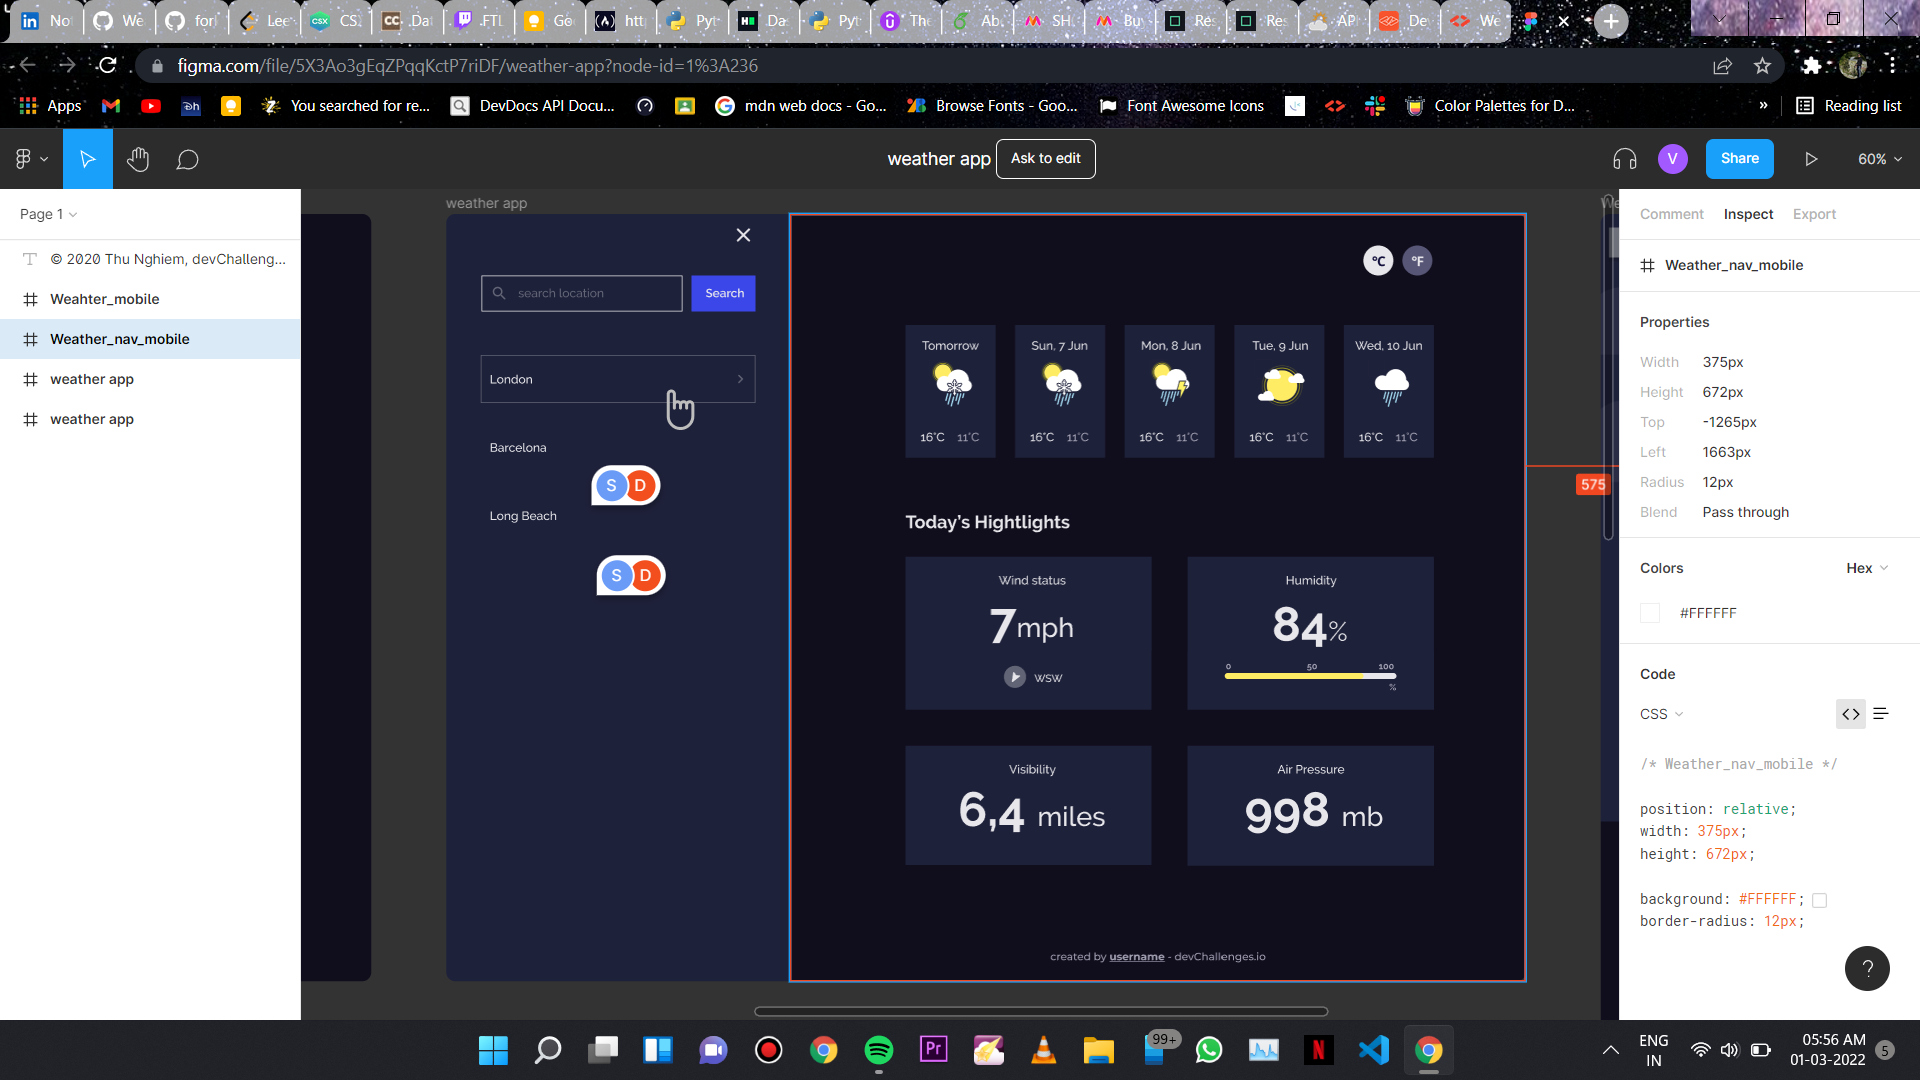 No We for Lee CS. .Da .FTL Go htt Pyt Da Pyt The Ab. SH. Bu Res Res API De We
figma.com/file/5X3Ao3gEqZPqqKctP7riDF/weather-app?node-id=1%3A236
Apps You searched for re... DevDocs API Docu... mdn web docs - Go... Browse Fonts - Goo... Font Awesome Icons Color Palettes for D... » Reading list
weather app Ask to edit V Share 60%
Page 1
© 2020 Thu Nghiem, devChalleng...
Weahter_mobile
Weather_nav_mobile
weather app
weather app
weather app
search location Search
London
Barcelona
S D
Long Beach
S D
°C °F
Tomorrow Sun, 7 Jun Mon, 8 Jun Tue, 9 Jun Wed, 10 Jun
16°C 11°C 16°C 11°C 16°C 11°C 16°C 11°C 16°C 11°C
575
Today's Hightlights
Wind status
7mph
WSW
Humidity
84%
0 50 100
%
Visibility
6,4 miles
Air Pressure
998 mb
created by username - devChallenges.io
We
Comment Inspect Export
Weather_nav_mobile
Properties
Width 375px
Height 672px
Top -1265px
Left 1663px
Radius 12px
Blend Pass through
Colors Hex
#FFFFFF
Code
CSS
/* Weather_nav_mobile */
position: relative;
width: 375px;
height: 672px;
background: #FFFFFF;
border-radius: 12px;
?
Pr 99+ N
ENG
IN
05:56 AM
01-03-2022
5